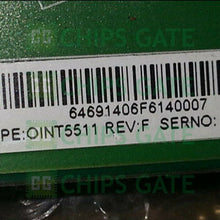 CHIPS GATE
64691406F6140007
PE:OINT5511 REV:F SERNO:
CHIPS GATE